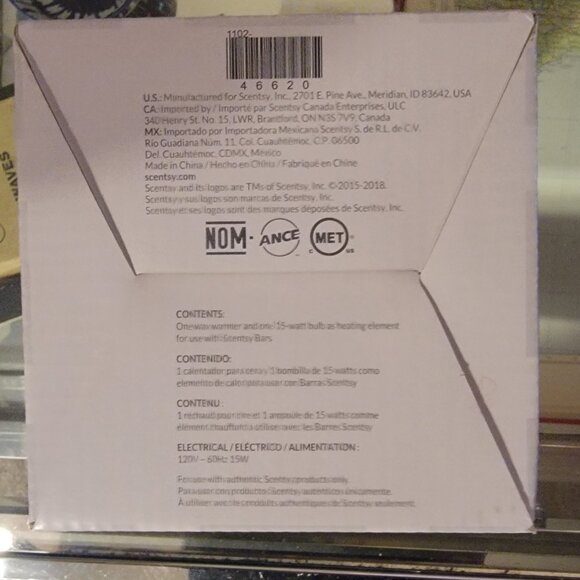 1102-
46620
U.S.: Manufactured for Scentsy, Inc., 2701 E. Pine Ave., Meridian, ID 83642, USA
CA: Imported by / Importé par Scentsy Canada Enterprises, ULC
340 Henry St. No. 15, LWR, Brantford, ON N3S 7V9, Canada
MX: Importado por Importadora Mexicano Scentsy S. de R.L. de C.V.
Río Guadiana Núm. 11, Col. Cuauhtémoc, C.P. 06500
Del. Cuauhtémoc, CDMX, México
Made in China / Hecho en China / Fabriqué en Chine
scentsy.com
Scentsy and its logos are TMs of Scentsy, Inc. © 2015-2018.
Scentsy y sus logos son marcas de Scentsy, Inc.
Scentsy et ses logos sont des marques déposées de Scentsy, Inc.
NOM-ANCE MET® C US
CONTENTS:
One wax warmer and one 15-watt bulb as heating element
for use with Scentsy Bars
CONTENIDO:
1 calentador para cera y 1 bombilla de 15-watts como
elemento de calor para usar con Barras Scentsy
CONTENU:
1 réchaud pour cire et 1 ampoule de 15-watts comme
élément chauffant à utiliser avec les Barres Scentsy
ELECTRICAL / ELÉCTRICO / ALIMENTATION:
120V ~ 60Hz 15W
For use with authentic Scentsy products only.
Para usar con productos Scentsy auténticos únicamente.
À utiliser avec de produits authentiques de Scentsy seulement.